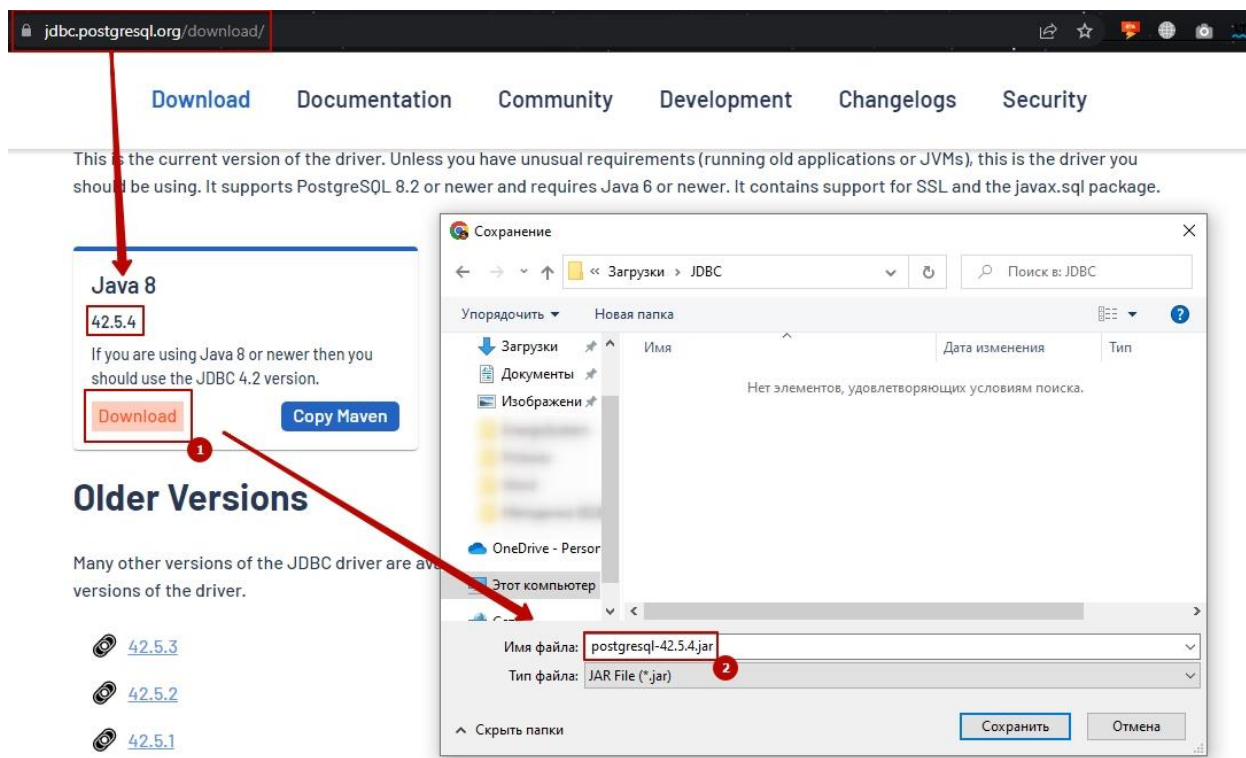 jdbc.postgresql.org/download/
Download Documentation Community Development Changelogs Security
This is the current version of the driver. Unless you have unusual requirements (running old applications or JVMs), this is the driver you
should be using. It supports PostgreSQL 8.2 or newer and requires Java 6 or newer. It contains support for SSL and the javax.sql package.
Java 8
42.5.4
If you are using Java 8 or newer then you
should use the JDBC 4.2 version.
Download Copy Maven
1
Older Versions
Many other versions of the JDBC driver are ava
versions of the driver.
42.5.3
42.5.2
42.5.1
Сохранение
« Загрузки › JDBC
Поиск в: JDBC
Упорядочить Новая папка
Загрузки
Документы
Изображени
OneDrive - Person
Этот компьютер
Имя Дата изменения Тип
Нет элементов, удовлетворяющих условиям поиска.
Имя файла: postgresql-42.5.4.jar
2
Тип файла: JAR File (*.jar)
Скрыть папки
Сохранить Отмена